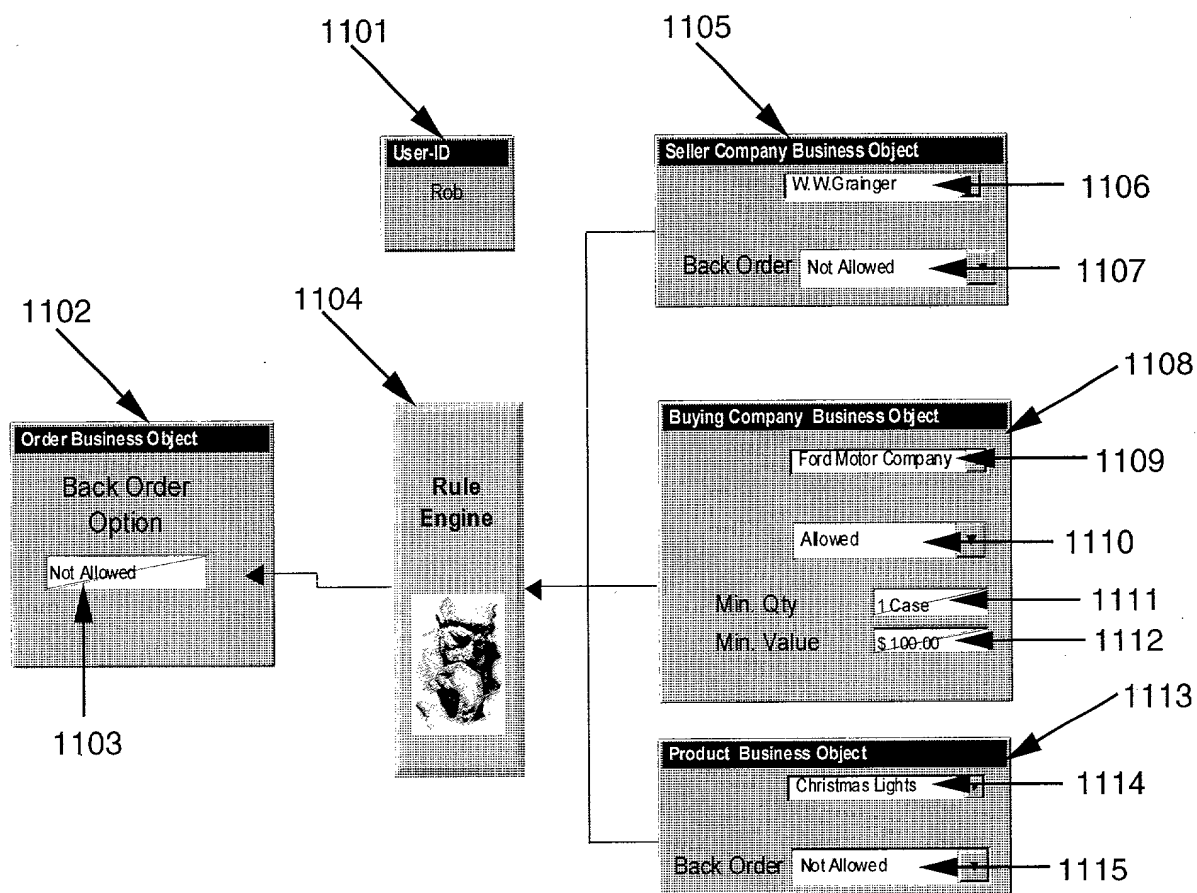 1101
1105
User-ID
Rob
Seller Company Business Object
W.W.Grainger
1106
Back Order Not Allowed
1107
1102
1104
1108
Order Business Object
Back Order
Option
Not Allowed
1103
Rule
Engine
Buying Company Business Object
Ford Motor Company
1109
Allowed
1110
Min. Qty 1 Case
1111
Min. Value $ 100.00
1112
1113
Product Business Object
Christmas Lights
1114
Back Order Not Allowed
1115